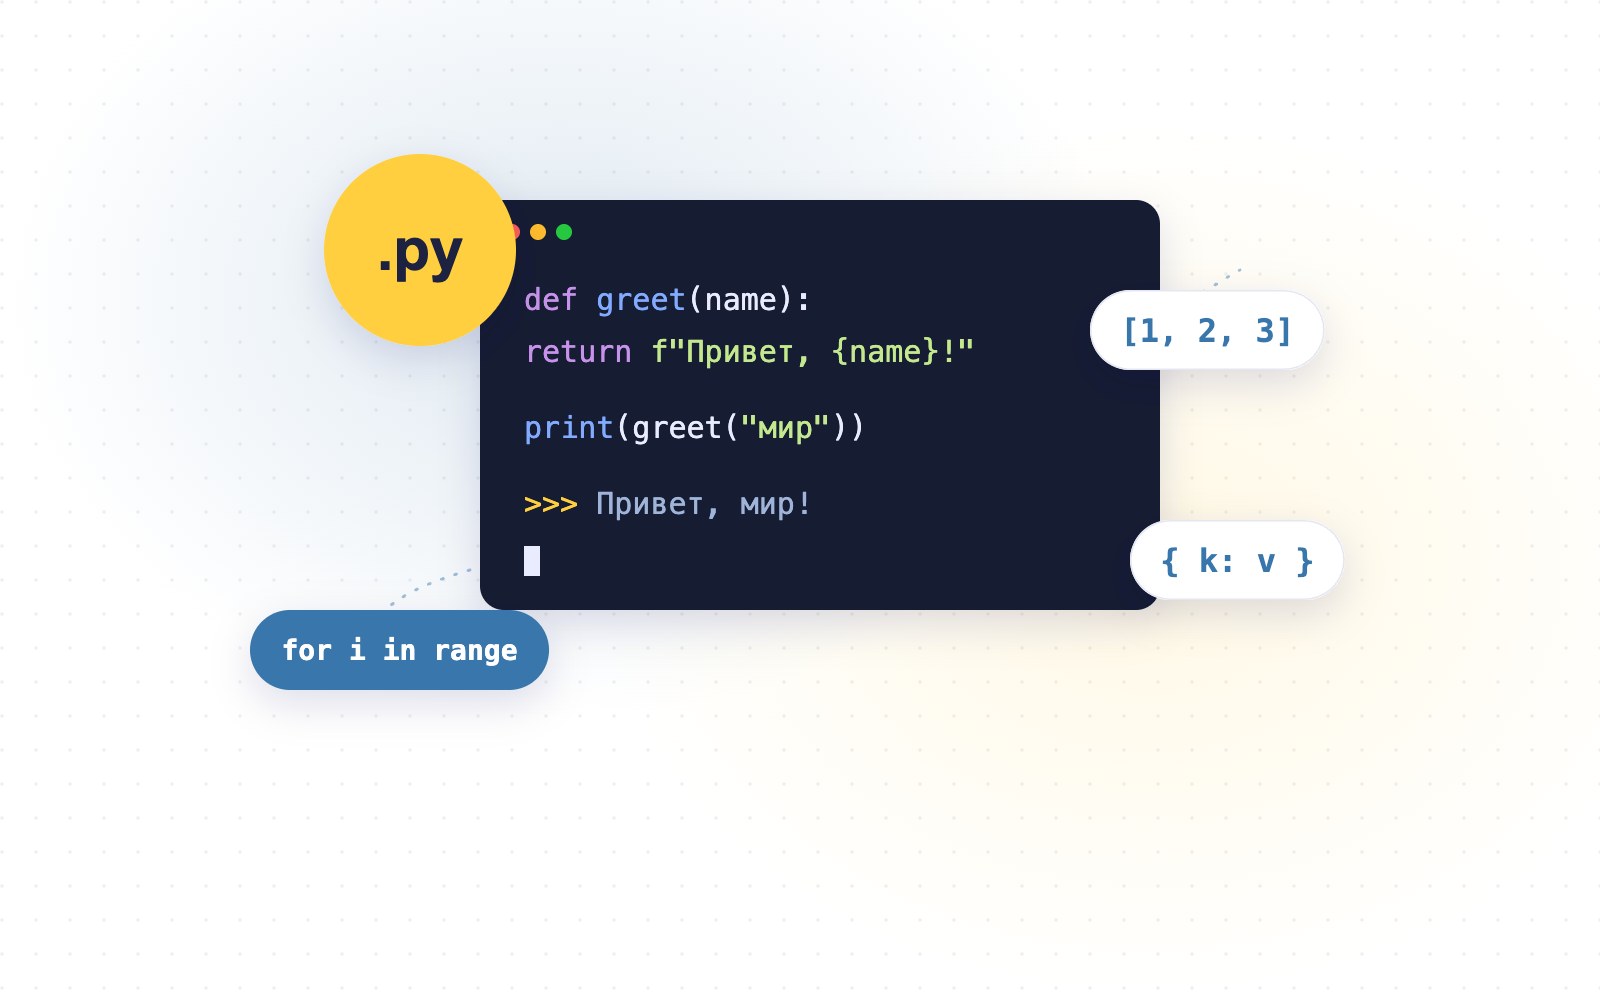 .py
def greet(name):
return f"Привет, {name}!"
print(greet("мир"))
>>> Привет, мир!
[1, 2, 3]
{ k: v }
for i in range